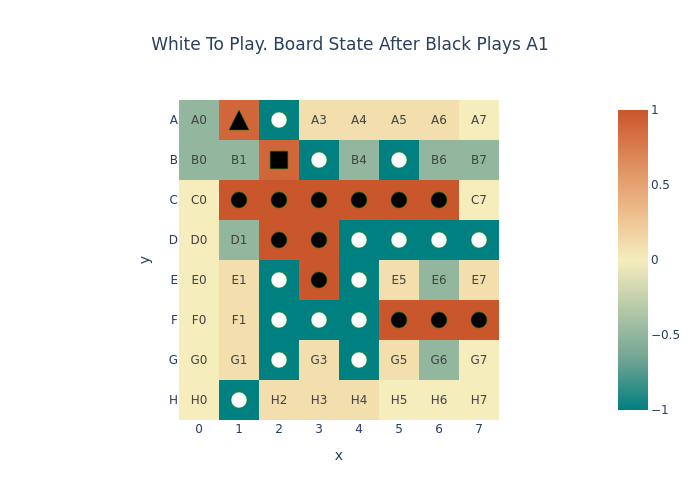 White To Play. Board State After Black Plays A1
A A0 A3 A4 A5 A6 A7
B B0 B1 B4 B6 B7
C C0 C7
D D0 D1
E E0 E1 E5 E6 E7
F F0 F1
G G0 G1 G3 G5 G6 G7
H H0 H2 H3 H4 H5 H6 H7
0 1 2 3 4 5 6 7
x
y
1
0.5
0
−0.5
−1